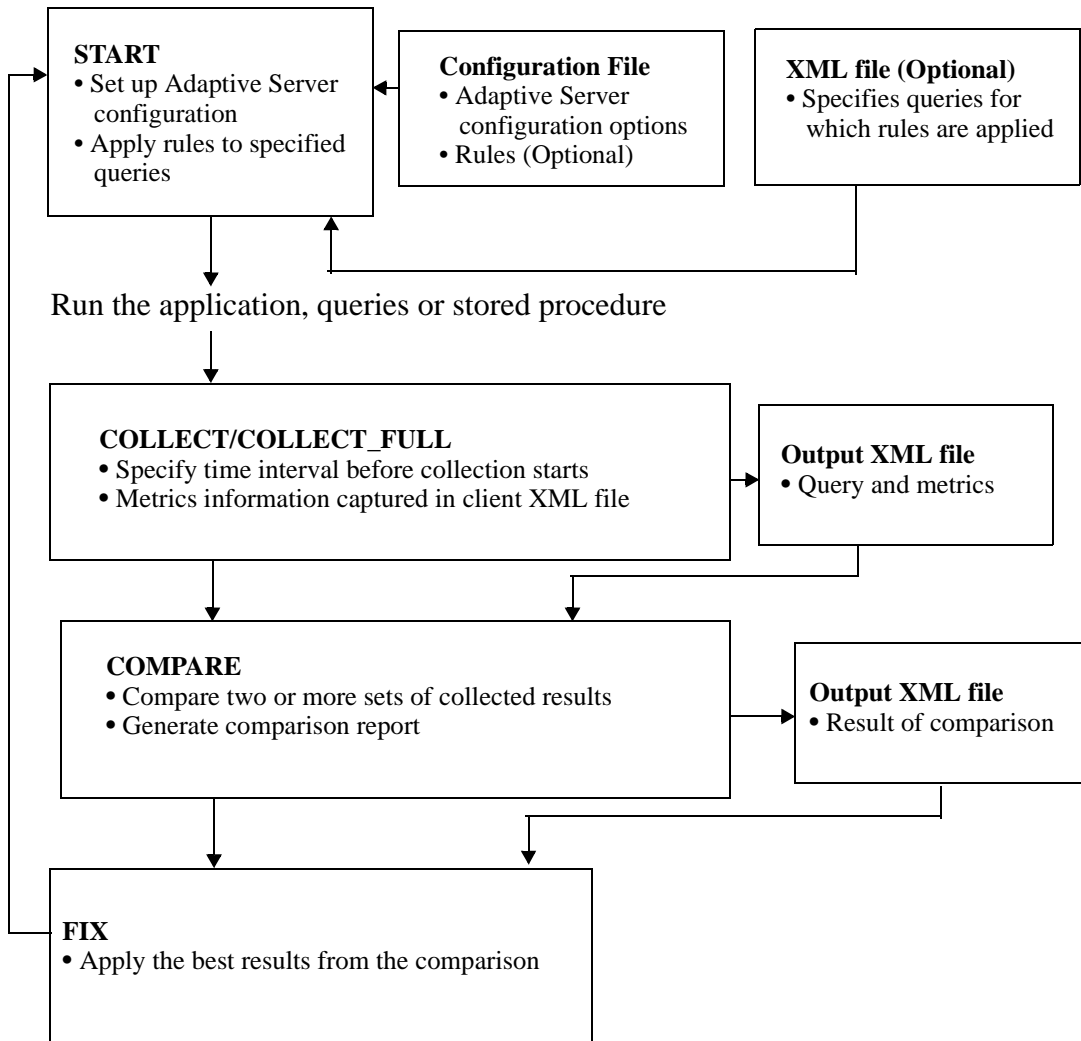 START
• Set up Adaptive Server
configuration
• Apply rules to specified
queries
Configuration File
• Adaptive Server
configuration options
• Rules (Optional)
XML file (Optional)
• Specifies queries for
which rules are applied
Run the application, queries or stored procedure
COLLECT/COLLECT_FULL
• Specify time interval before collection starts
• Metrics information captured in client XML file
Output XML file
• Query and metrics
COMPARE
• Compare two or more sets of collected results
• Generate comparison report
Output XML file
• Result of comparison
FIX
• Apply the best results from the comparison